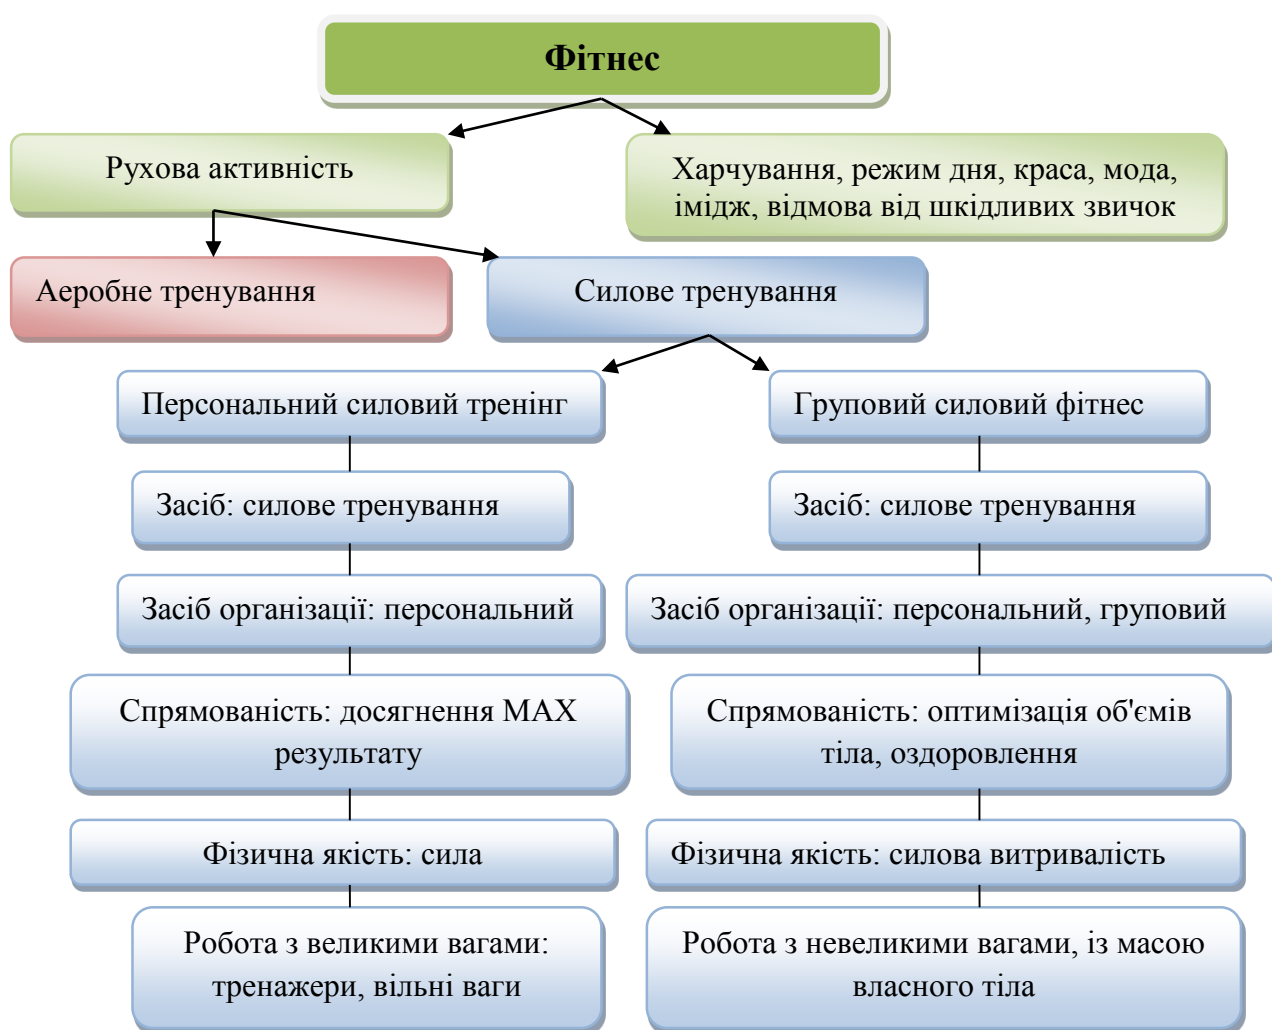 Фітнес
Рухова активність
Харчування, режим дня, краса, мода,
імідж, відмова від шкідливих звичок
Аеробне тренування
Силове тренування
Персональний силовий тренінг
Груповий силовий фітнес
Засіб: силове тренування
Засіб: силове тренування
Засіб організації: персональний
Засіб організації: персональний, груповий
Спрямованість: досягнення MAX
результату
Спрямованість: оптимізація об'ємів
тіла, оздоровлення
Фізична якість: сила
Фізична якість: силова витривалість
Робота з великими вагами:
тренажери, вільні ваги
Робота з невеликими вагами, із масою
власного тіла